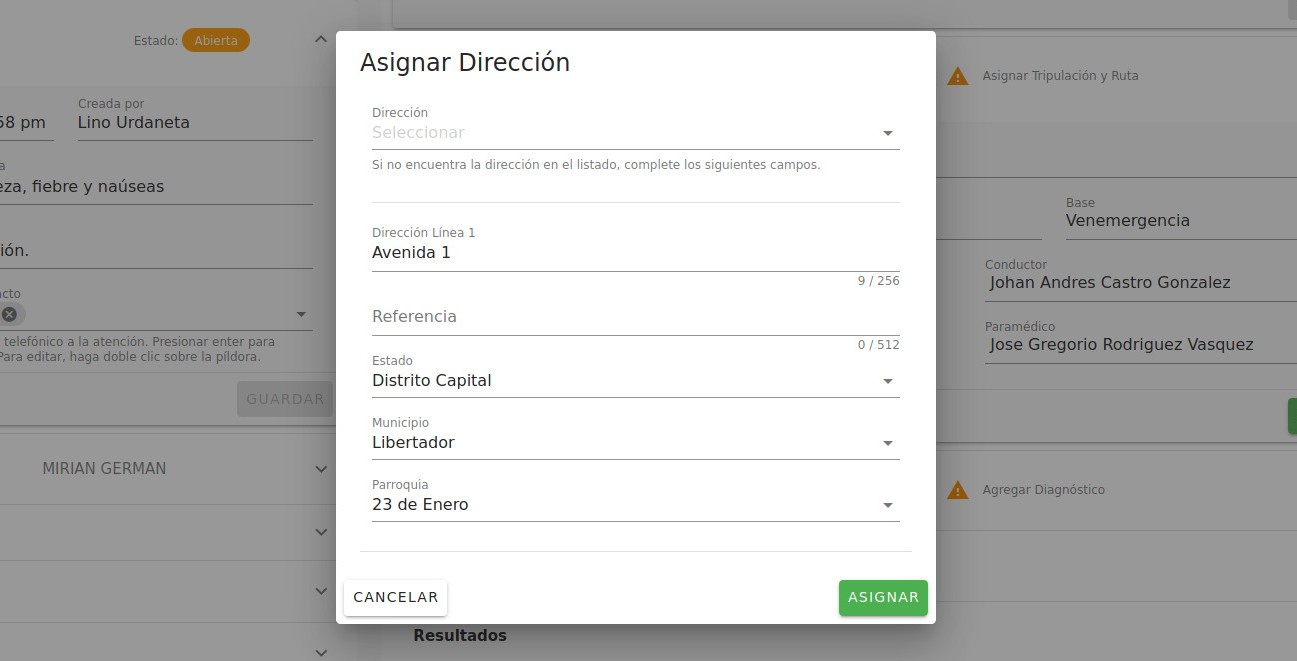 Estado: Abierta
58 pm
Creada por
Lino Urdaneta
fiebre y naúseas
telefónico a la atención. Presionar enter para
Para editar, haga doble clic sobre la píldora.
GUARDAR
MIRIAN GERMAN
Asignar Dirección
Dirección
Seleccionar
Si no encuentra la dirección en el listado, complete los siguientes campos.
Dirección Línea 1
Avenida 1
9 / 256
Referencia
0 / 512
Estado
Distrito Capital
Municipio
Libertador
Parroquia
23 de Enero
CANCELAR
ASIGNAR
Asignar Tripulación y Ruta
Base
Venemergencia
Conductor
Johan Andres Castro Gonzalez
Paramédico
Jose Gregorio Rodriguez Vasquez
Agregar Diagnóstico
Resultados